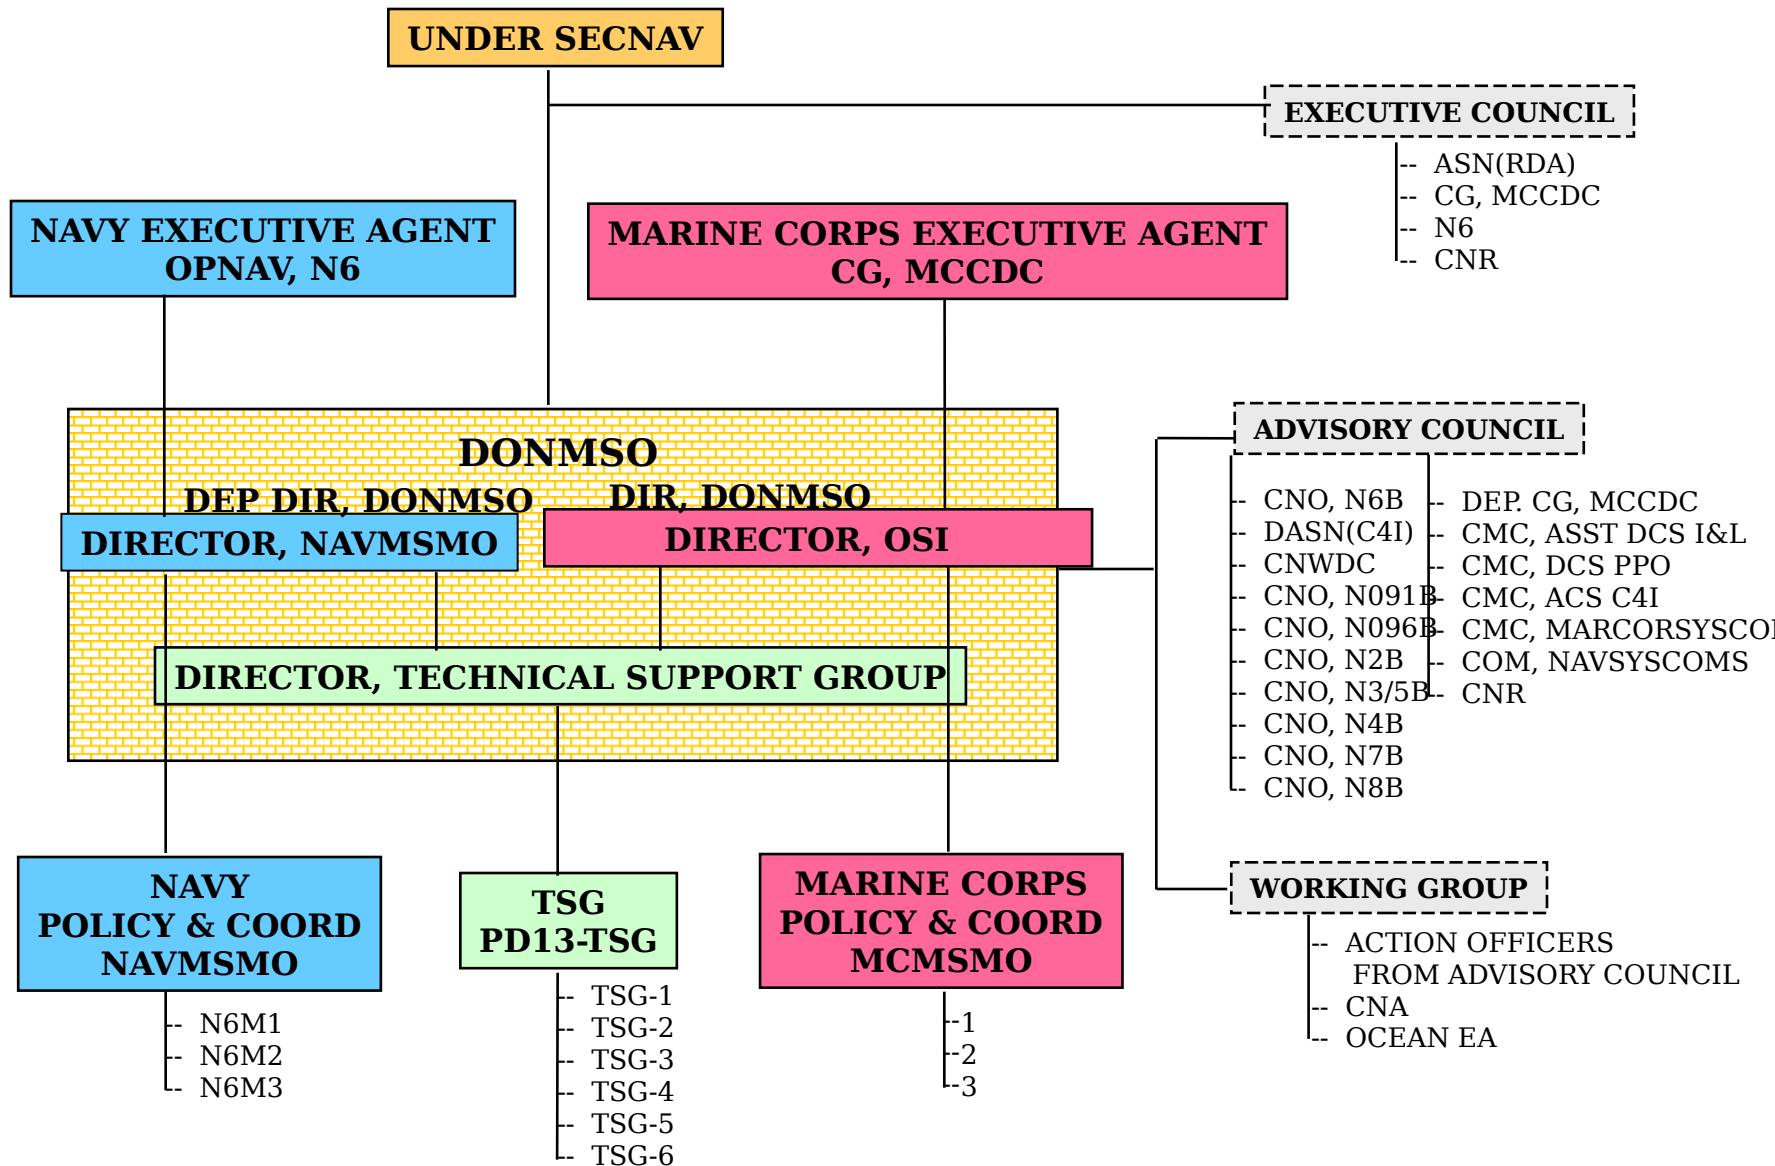 UNDER SECNAV
EXECUTIVE COUNCIL
-- ASN(RDA)
-- CG, MCCDC
-- N6
-- CNR
NAVY EXECUTIVE AGENT
OPNAV, N6
MARINE CORPS EXECUTIVE AGENT
CG, MCCDC
DONMSO
DEP DIR, DONMSO
DIR, DONMSO
DIRECTOR, NAVMSMO
DIRECTOR, OSI
DIRECTOR, TECHNICAL SUPPORT GROUP
ADVISORY COUNCIL
-- CNO, N6B
-- DASN(C4I)
-- CNWDC
-- CNO, N091B
-- CNO, N096B
-- CNO, N2B
-- CNO, N3/5B
-- CNO, N4B
-- CNO, N7B
-- CNO, N8B
-- DEP. CG, MCCDC
-- CMC, ASST DCS I&L
-- CMC, DCS PPO
-- CMC, ACS C4I
-- CMC,
-- COM, NAVSYSCOMS
-- CNR
NAVY
POLICY & COORD
NAVMSMO
-- N6M1
-- N6M2
-- N6M3
TSG
PD13-TSG
-- TSG-1
-- TSG-2
-- TSG-3
-- TSG-4
-- TSG-5
-- TSG-6
MARINE CORPS
POLICY & COORD
MCMSMO
--1
--2
--3
WORKING GROUP
-- ACTION OFFICERS
FROM ADVISORY COUNCIL
-- CNA
-- OCEAN EA